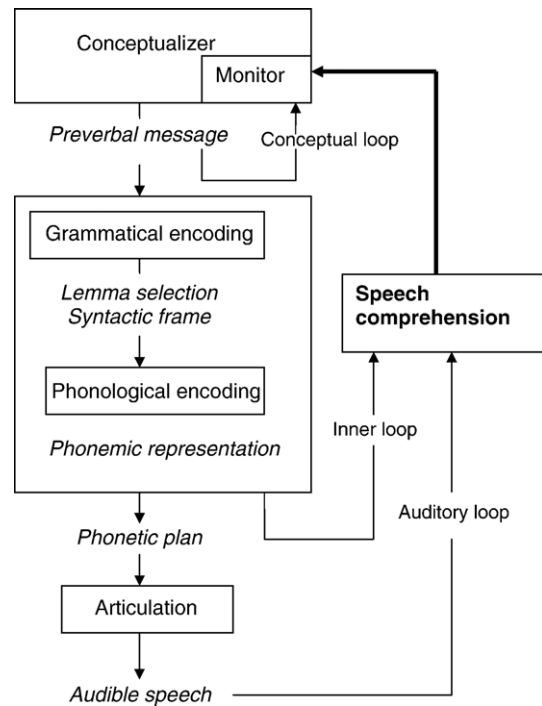 Conceptualizer
Monitor
Preverbal message
Conceptual loop
Grammatical encoding
Lemma selection
Syntactic frame
Speech
comprehension
Phonological encoding
Inner loop
Phonemic representation
Auditory loop
Phonetic plan
Articulation
Audible speech